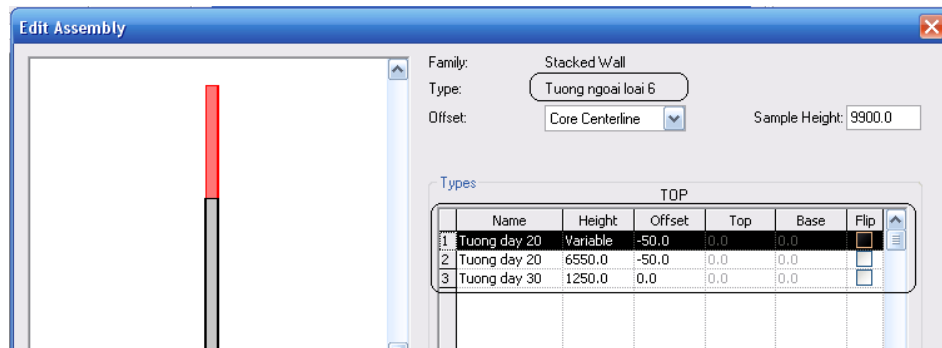 Edit Assembly
Family: Stacked Wall
Type: Tuong ngoai loai 6
Offset: Core Centerline Sample Height: 9900.0
Types
TOP
Name Height Offset Top Base Flip
1 Tuong day 20 Variable -50.0 0.0 0.0
2 Tuong day 20 6550.0 -50.0 0.0 0.0
3 Tuong day 30 1250.0 0.0 0.0 0.0